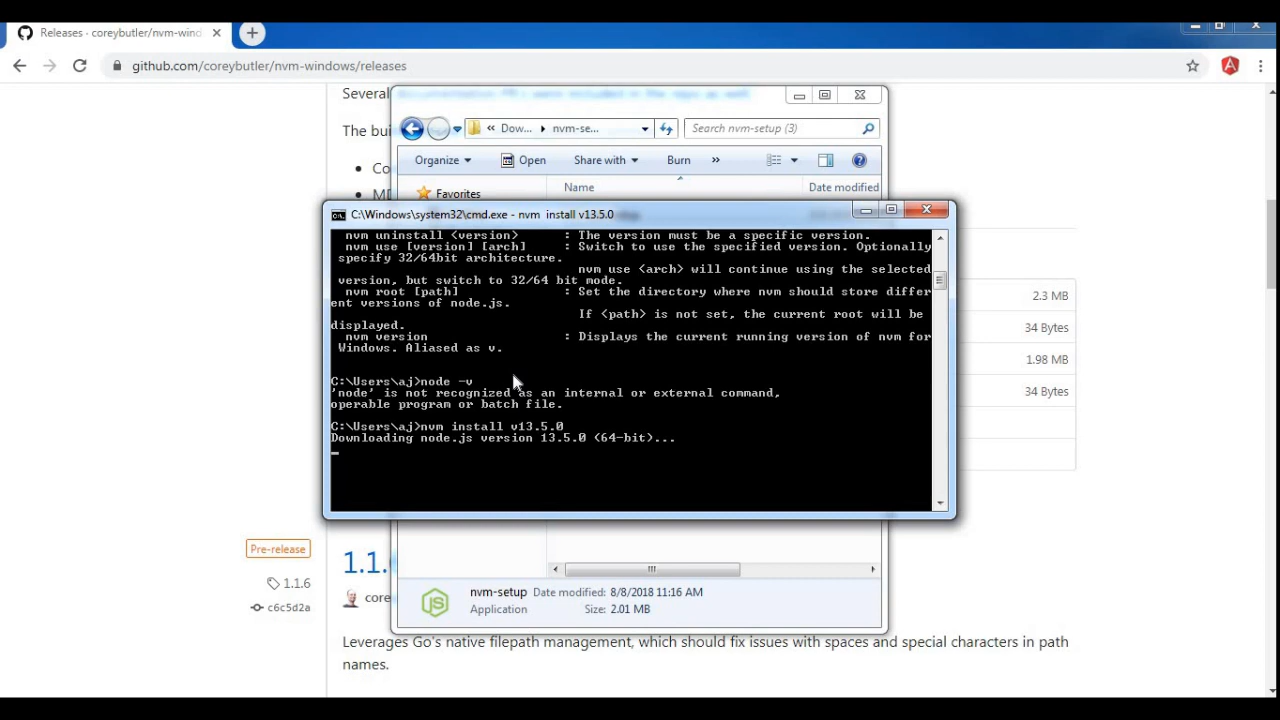 Releases - coreybutler/nvm-wind
github.com/coreybutler/nvm-windows/releases
Several
The bui
Co
« Dow... nvm-se...
Search nvm-setup (3)
Organize Open Share with Burn »
Favorites
Name Date modified
C:\Windows\system32\cmd.exe - nvm install v13.5.0
nvm uninstall <version> : The version must be a specific version.
nvm use [version] [arch] : Switch to use the specified version. Optionally
specify 32/64bit architecture.
nvm use <arch> will continue using the selected
version, but switch to 32/64 bit mode.
nvm root [path] : Set the directory where nvm should store differ
ent versions of node.js.
If <path> is not set, the current root will be
displayed.
nvm version : Displays the current running version of nvm for
Windows. Aliased as v.
C:\Users\aj>node -v
'node' is not recognized as an internal or external command,
operable program or batch file.
C:\Users\aj>nvm install v13.5.0
Downloading node.js version 13.5.0 (64-bit)...
2.3 MB
34 Bytes
1.98 MB
34 Bytes
Pre-release
1.1.
1.1.6
core
c6c5d2a
nvm-setup Date modified: 8/8/2018 11:16 AM
Application Size: 2.01 MB
Leverages Go's native filepath management, which should fix issues with spaces and special characters in path
names.